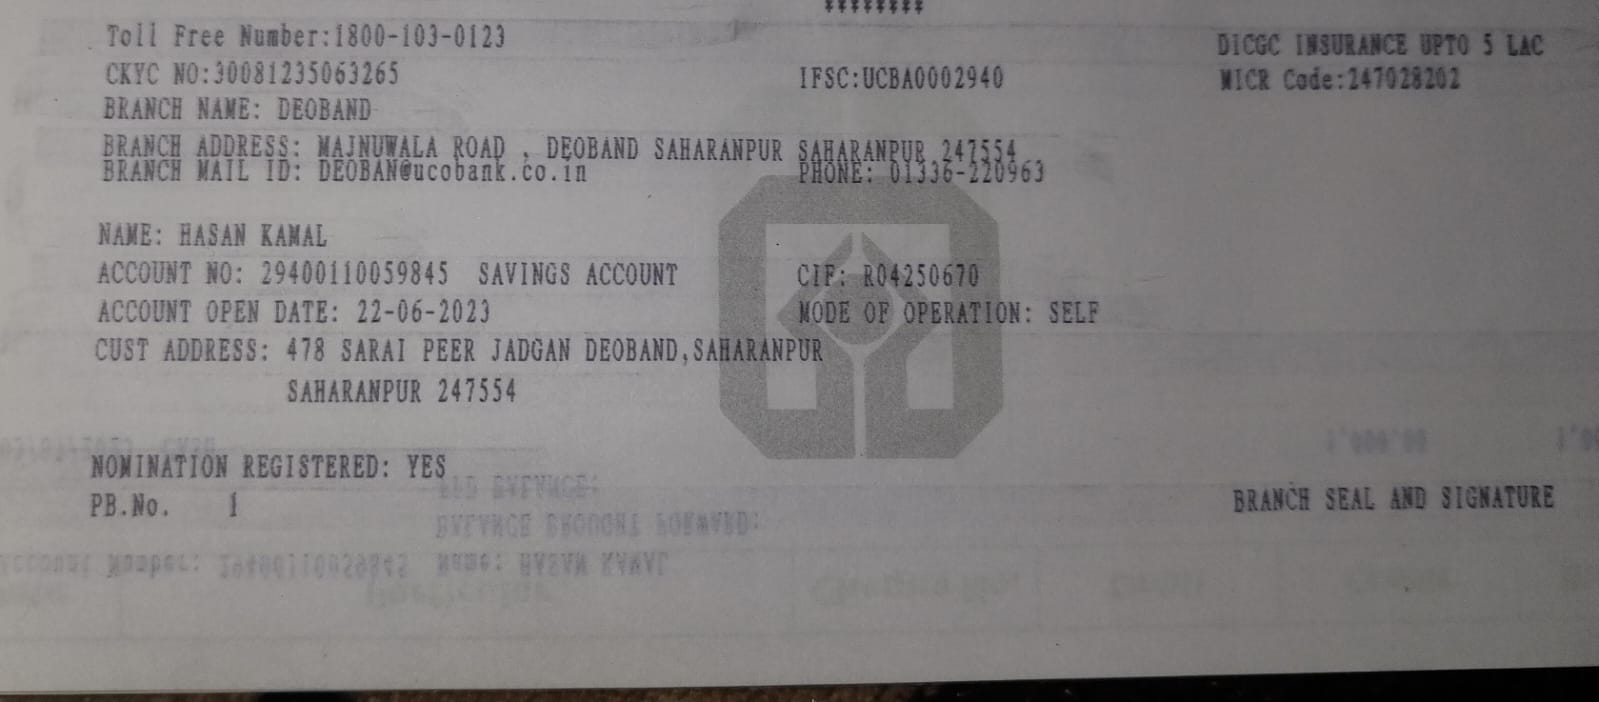 ********
Toll Free Number:1800-103-0123 DICGC INSURANCE UPTO 5 LAC
CKYC NO:30081235063265 IFSC:UCBA0002940 MICR Code:247028202
BRANCH NAME: DEOBAND
BRANCH ADDRESS: MAJNUWALA ROAD , DEOBAND SAHARANPUR SAHARANPUR 247554
BRANCH MAIL ID: DEOBAN@ucobank.co.in PHONE: 01336-220963
NAME: HASAN KAMAL
ACCOUNT NO: 29400110059845 SAVINGS ACCOUNT CIF: R04250670
ACCOUNT OPEN DATE: 22-06-2023 MODE OF OPERATION: SELF
CUST ADDRESS: 478 SARAI PEER JADGAN DEOBAND,SAHARANPUR
SAHARANPUR 247554
NOMINATION REGISTERED: YES
PB.No. 1 BRANCH SEAL AND SIGNATURE